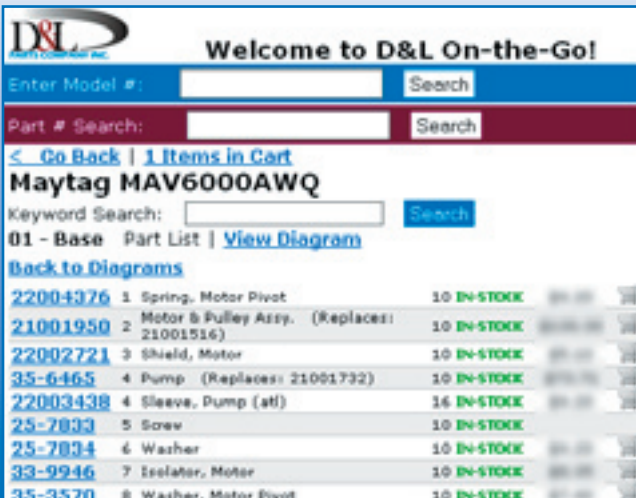 D&L
PARTS COMPANY INC.
Welcome to D&L On-the-Go!
Enter Model #: Search
Part # Search: Search
< Go Back | 1 Items in Cart
Maytag MAV6000AWQ
Keyword Search: Search
01 - Base Part List | View Diagram
Back to Diagrams
22004376 1 Spring, Motor Pivot 10 IN-STOCK
21001950 2 Motor & Pulley Assy. (Replaces: 21001516) 10 IN-STOCK
22002721 3 Shield, Motor 10 IN-STOCK
35-6465 4 Pump (Replaces: 21001732) 10 IN-STOCK
22003438 4 Sleeve, Pump (atl) 16 IN-STOCK
25-7833 5 Screw 10 IN-STOCK
25-7834 6 Washer 10 IN-STOCK
33-9946 7 Isolator, Motor 10 IN-STOCK
35-3570 8 Washer, Motor Pivot 10 IN-STOCK